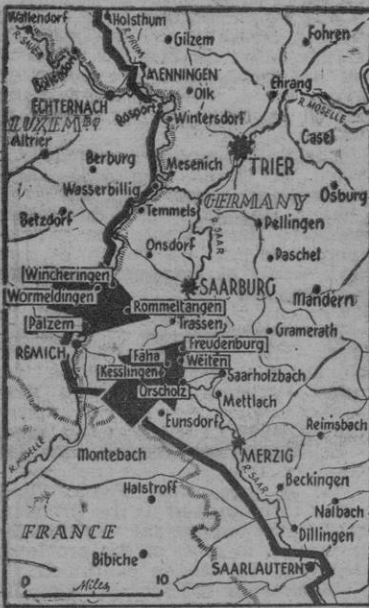 Wallendorf
Holsthum
R. SAUER
R. PRUM
Gilzem
Fohren
Bollendorf
MENNINGEN
Olk
Ehrang
ECHTERNACH
Rosport
R. MOSELLE
LUXEMBG
Wintersdorf
Casel
Altrier
TRIER
Berburg
Mesenich
Osburg
Wasserbillig
GERMANY
Betzdorf
Temmels
Pellingen
R. SAAR
Onsdorf
Paschel
Wincheringen
SAARBURG
Wormeldingen
Mandern
Rommeltangen
Palzern
Trassen
Gramerath
REMICH
Freudenburg
Faha
Weiten
Kesslingen
Saarholzbach
Orscholz
Mettlach
Eunsdorf
Reimsbach
R. MOSELLE
Montebach
MERZIG
R. SAAR
Beckingen
Halstroff
Nalbach
FRANCE
Dillingen
Bibiche
SAARLAUTERN
0 Miles 10